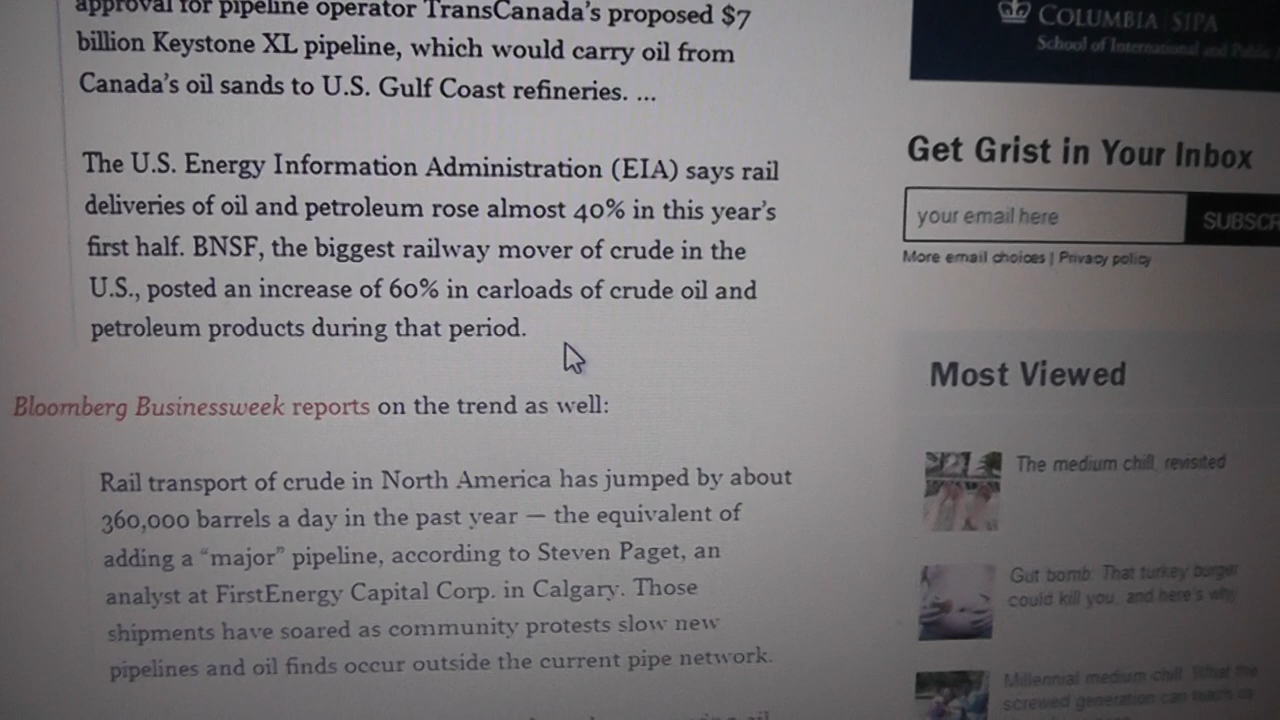 approval for pipeline operator TransCanada's proposed $7
billion Keystone XL pipeline, which would carry oil from
Canada's oil sands to U.S. Gulf Coast refineries. ...
The U.S. Energy Information Administration (EIA) says rail
deliveries of oil and petroleum rose almost 40% in this year's
first half. BNSF, the biggest railway mover of crude in the
U.S., posted an increase of 60% in carloads of crude oil and
petroleum products during that period.
Bloomberg Businessweek reports on the trend as well:
Rail transport of crude in North America has jumped by about
360,000 barrels a day in the past year — the equivalent of
adding a “major” pipeline, according to Steven Paget, an
analyst at FirstEnergy Capital Corp. in Calgary. Those
shipments have soared as community protests slow new
pipelines and oil finds occur outside the current pipe network.
COLUMBIA | SIPA
School of International and Public
Get Grist in Your Inbox
your email here
SUBSCR
More email choices | Privacy policy
Most Viewed
The medium chill, revisited
Gut bomb: That turkey burger
could kill you, and here's why
Millennial medium chill: What the
screwed generation can teach us